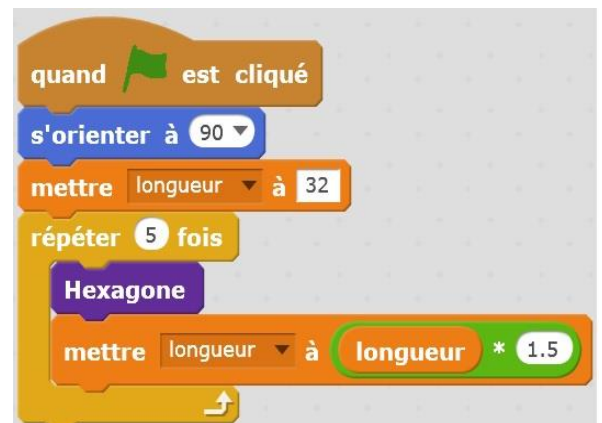 quand est cliqué
s'orienter à 90
mettre longueur à 32
répéter 5 fois
Hexagone
mettre longueur à longueur * 1.5